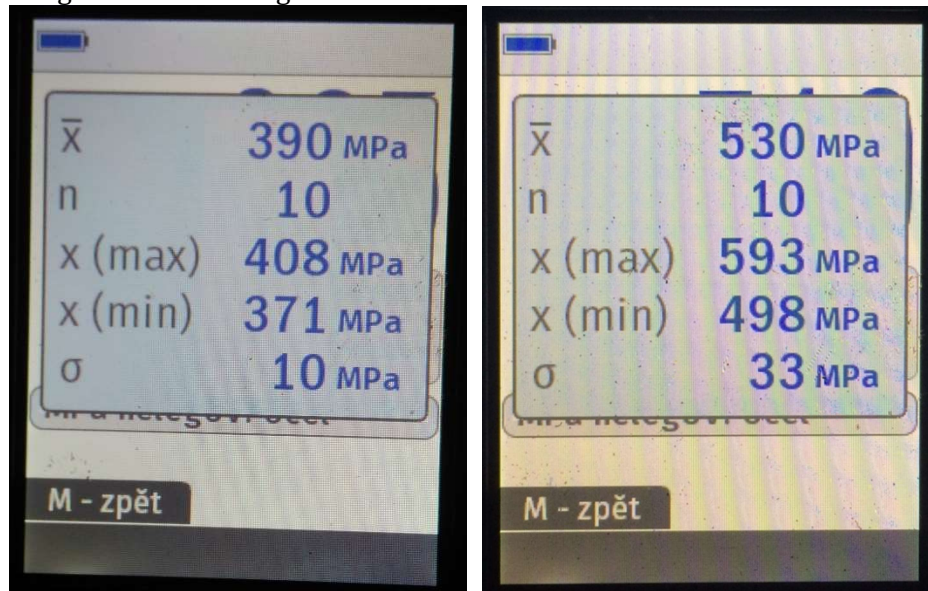 x̄ 390 MPa
n 10
x (max) 408 MPa
x (min) 371 MPa
σ 10 MPa
M - zpět
x̄ 530 MPa
n 10
x (max) 593 MPa
x (min) 498 MPa
σ 33 MPa
M - zpět